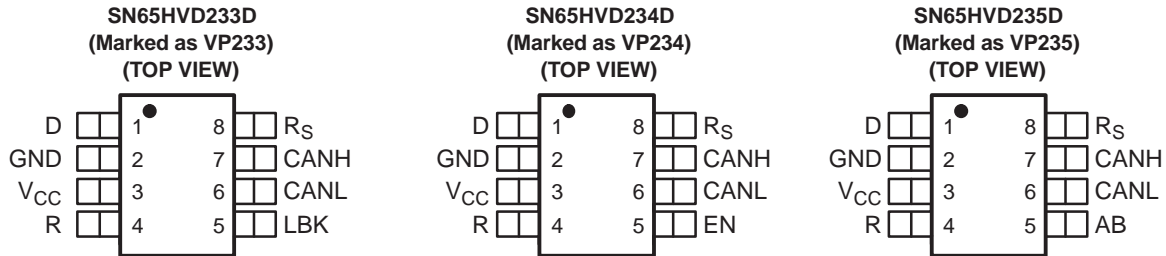 SN65HVD233D
(Marked as VP233)
(TOP VIEW)
D 1 8 RS
GND 2 7 CANH
VCC 3 6 CANL
R 4 5 LBK
SN65HVD234D
(Marked as VP234)
(TOP VIEW)
D 1 8 RS
GND 2 7 CANH
VCC 3 6 CANL
R 4 5 EN
SN65HVD235D
(Marked as VP235)
(TOP VIEW)
D 1 8 RS
GND 2 7 CANH
VCC 3 6 CANL
R 4 5 AB